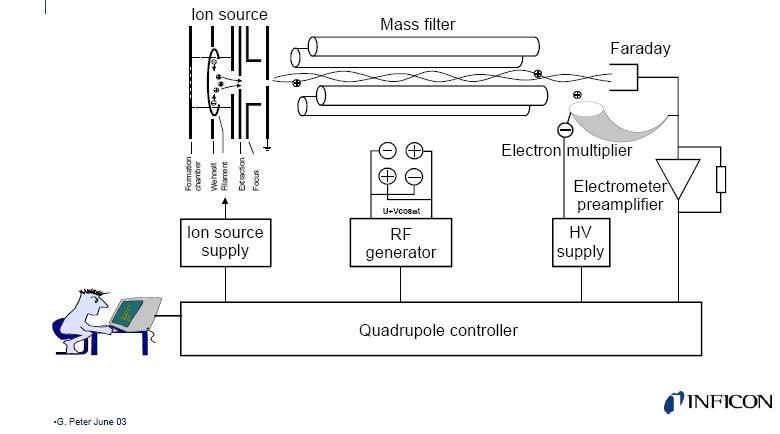 Ion source
Mass filter
Faraday
Formation
chamber
Wehnelt
Filament
Extraction
Focus
Electron multiplier
Electrometer
preamplifier
U+Vcosωt
Ion source
supply
RF
generator
HV
supply
Quadrupole controller
INFICON
•G. Peter June 03